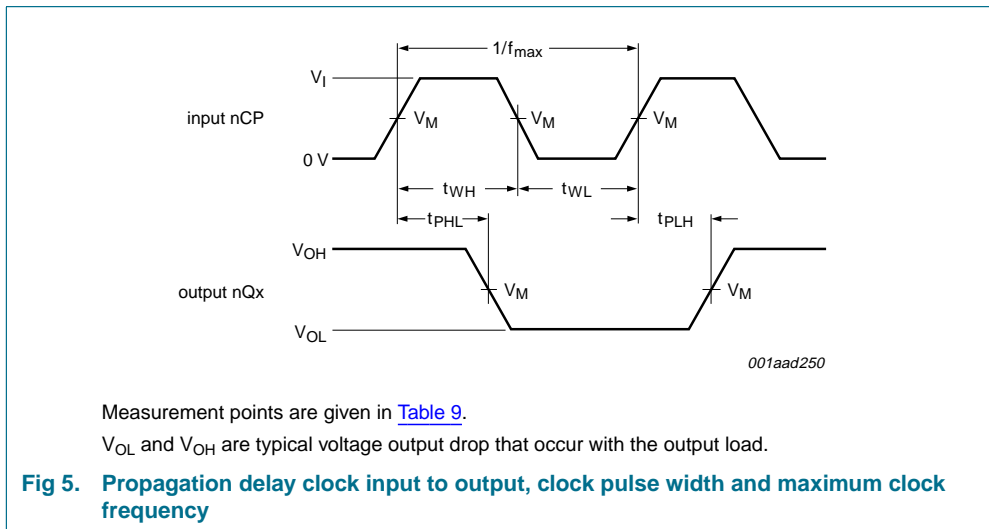 1/fmax
VI
input nCP
VM
VM
VM
0 V
tWH
tWL
tPHL
tPLH
VOH
output nQx
VM
VM
VOL
001aad250
Measurement points are given in Table 9.
VOL and VOH are typical voltage output drop that occur with the output load.
Fig 5. Propagation delay clock input to output, clock pulse width and maximum clock
frequency